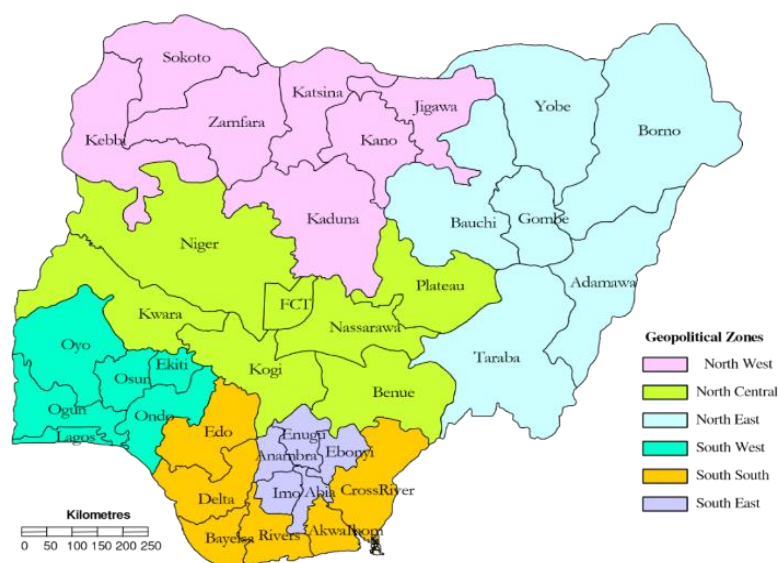 Sokoto
Katsina
Jigawa
Yobe
Borno
Kebbi
Zamfara
Kano
Kaduna
Bauchi
Gombe
Niger
Adamawa
Plateau
FCT
Kwara
Nassarawa
Taraba
Oyo
Ekiti
Osun
Kogi
Benue
Ogun
Ondo
Lagos
Edo
Enugu
Anambra
Ebonyi
Imo
Abia
CrossRiver
Delta
Bayelsa
Rivers
AkwaIbom
Geopolitical Zones
North West
North Central
North East
South West
South South
South East
Kilometres
0 50 100 150 200 250